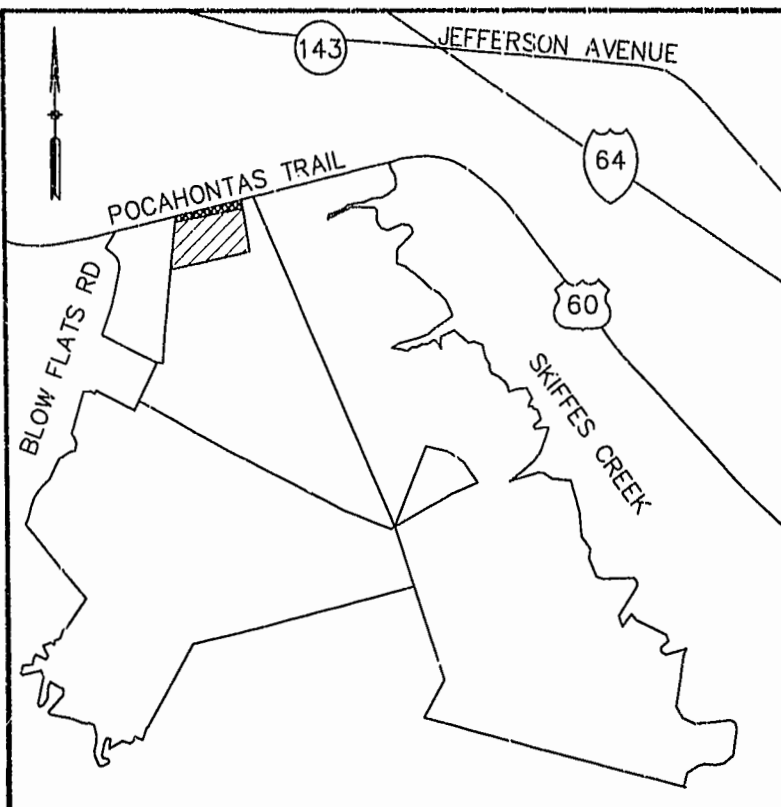 143
JEFFERSON AVENUE
64
POCAHONTAS TRAIL
60
BLOW FLATS RD
SKIFFES CREEK